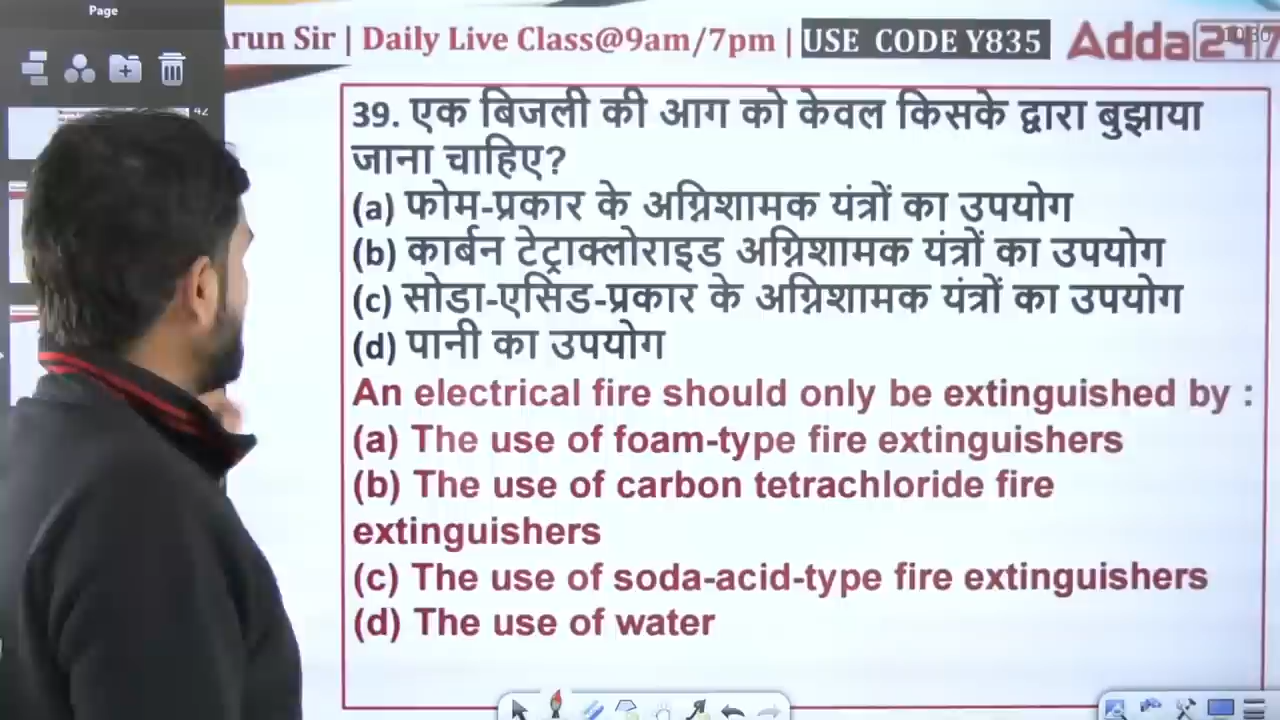 Page
run Sir | Daily Live Class@9am/7pm | USE CODE Y835 Adda247
42
39. एक बिजली की आग को केवल किसके द्वारा बुझाया
जाना चाहिए?
(a) फोम-प्रकार के अग्निशामक यंत्रों का उपयोग
(b) कार्बन टेट्राक्लोराइड अग्निशामक यंत्रों का उपयोग
(c) सोडा-एसिड-प्रकार के अग्निशामक यंत्रों का उपयोग
(d) पानी का उपयोग
An electrical fire should only be extinguished by :
(a) The use of foam-type fire extinguishers
(b) The use of carbon tetrachloride fire
extinguishers
(c) The use of soda-acid-type fire extinguishers
(d) The use of water